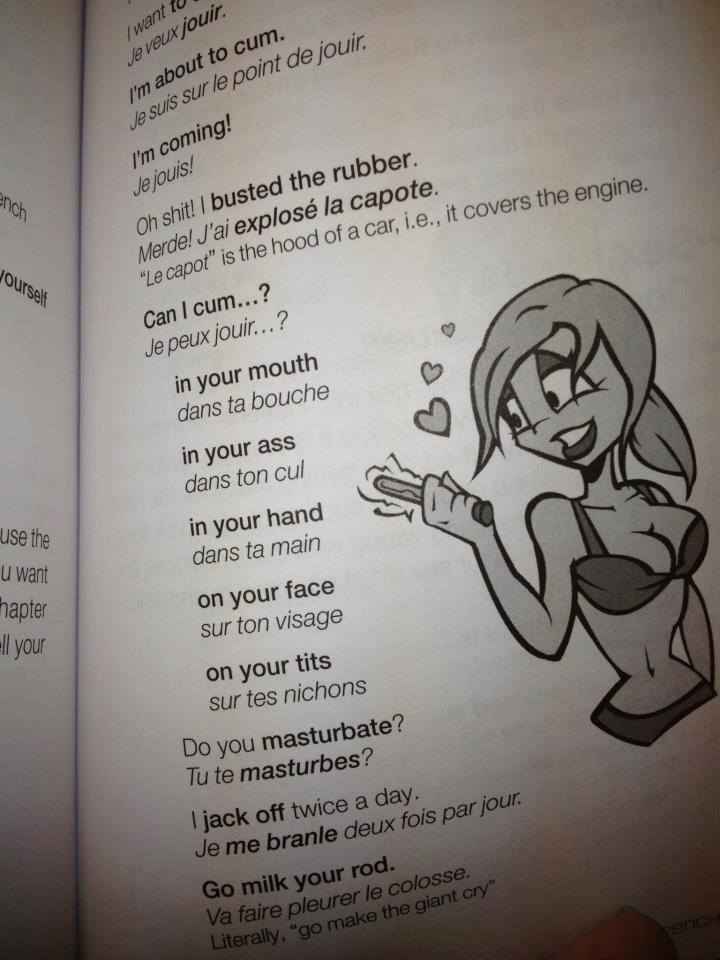 I want to
Je veux jouir.
I'm about to cum.
Je suis sur le point de jouir.
I'm coming!
Je jouis!
Oh shit! I busted the rubber.
Merde! J'ai explosé la capote.
"Le capot" is the hood of a car, i.e., it covers the engine.
Can I cum...?
Je peux jouir...?
in your mouth
dans ta bouche
in your ass
dans ton cul
in your hand
dans ta main
on your face
sur ton visage
on your tits
sur tes nichons
Do you masturbate?
Tu te masturbes?
I jack off twice a day.
Je me branle deux fois par jour.
Go milk your rod.
Va faire pleurer le colosse.
Literally, "go make the giant cry"
yourself
use the
u want
hapter
ll your